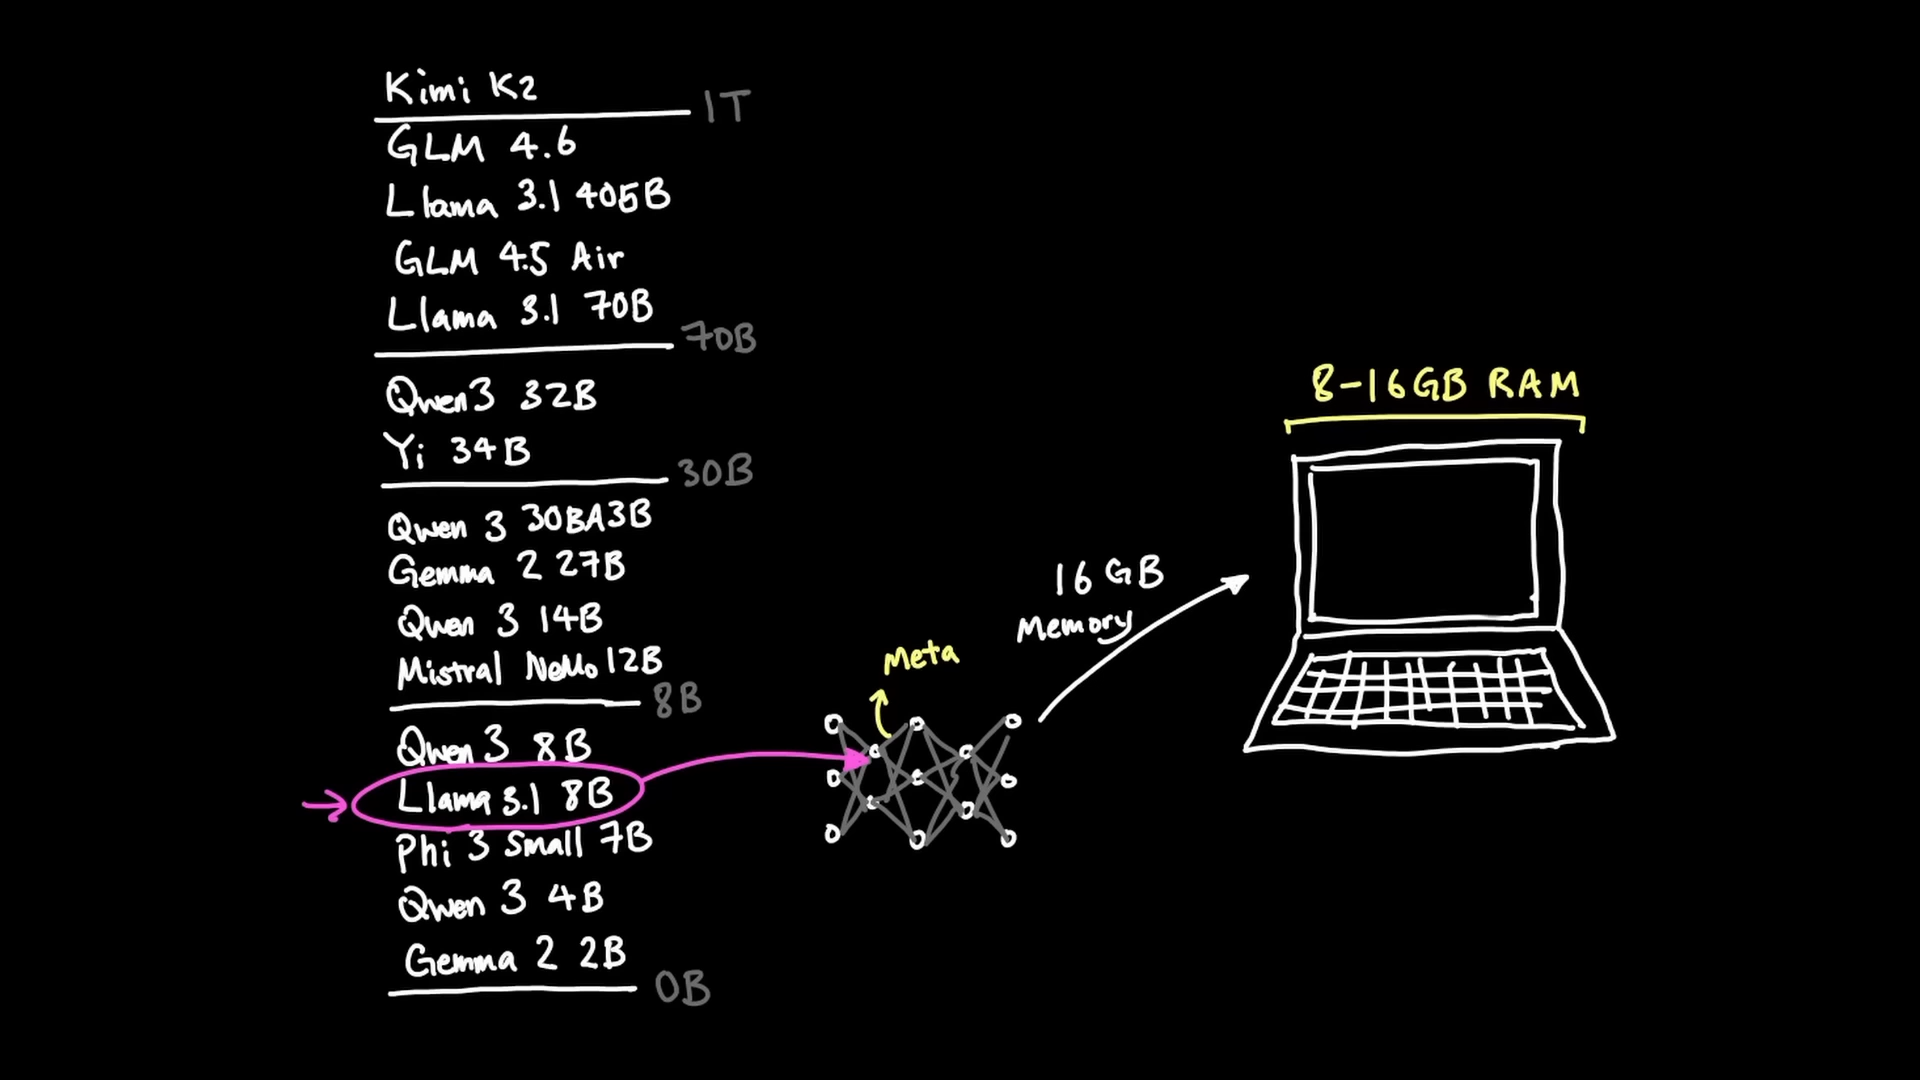 Kimi K2
1T
GLM 4.6
Llama 3.1 405B
GLM 4.5 Air
Llama 3.1 70B
70B
Qwen3 32B
Yi 34B
30B
Qwen 3 30BA3B
Gemma 2 27B
Qwen 3 14B
Mistral NeMo 12B
8B
Qwen 3 8B
Llama 3.1 8B
Phi 3 Small 7B
Qwen 3 4B
Gemma 2 2B
0B
Meta
16GB
Memory
8-16GB RAM